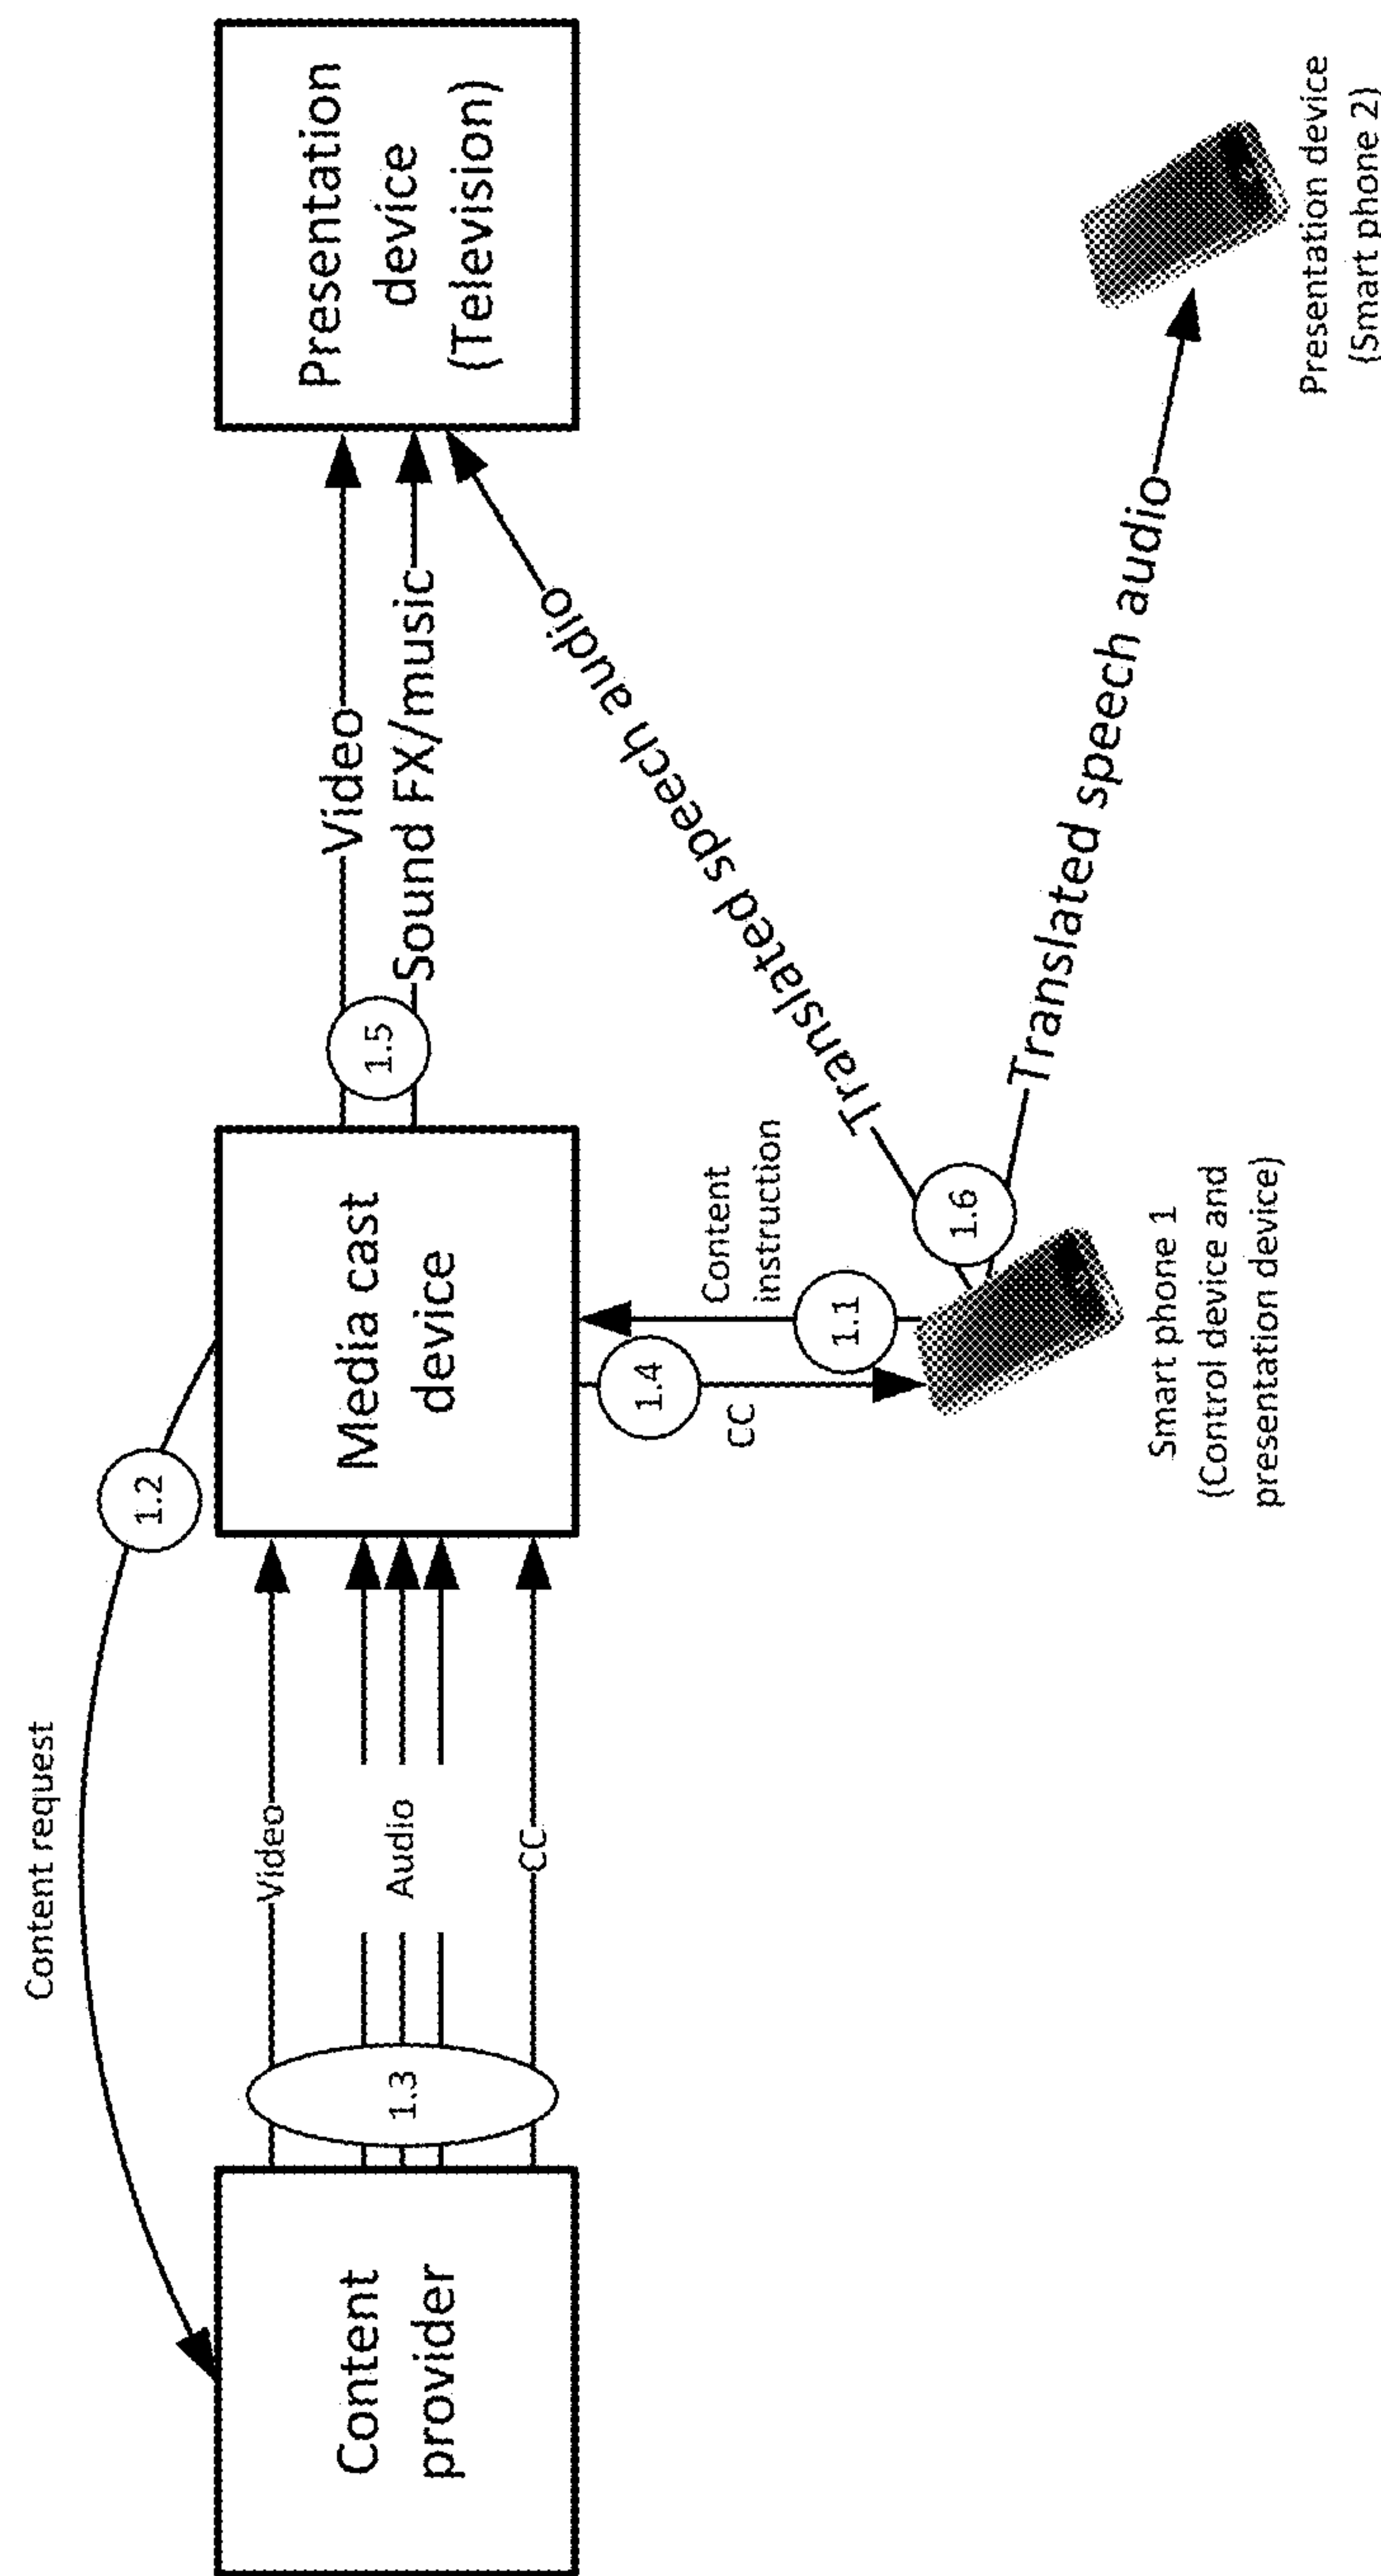 Content request
1.2
Content
provider
1.3
Video
Audio
CC
Media cast
device
1.5
Video
Sound FX/music
Presentation
device
(Television)
1.4
CC
1.1
Content
instruction
1.6
Translated speech audio
Translated speech audio
Smart phone 1
(Control device and
presentation device)
Presentation device
(Smart phone 2)